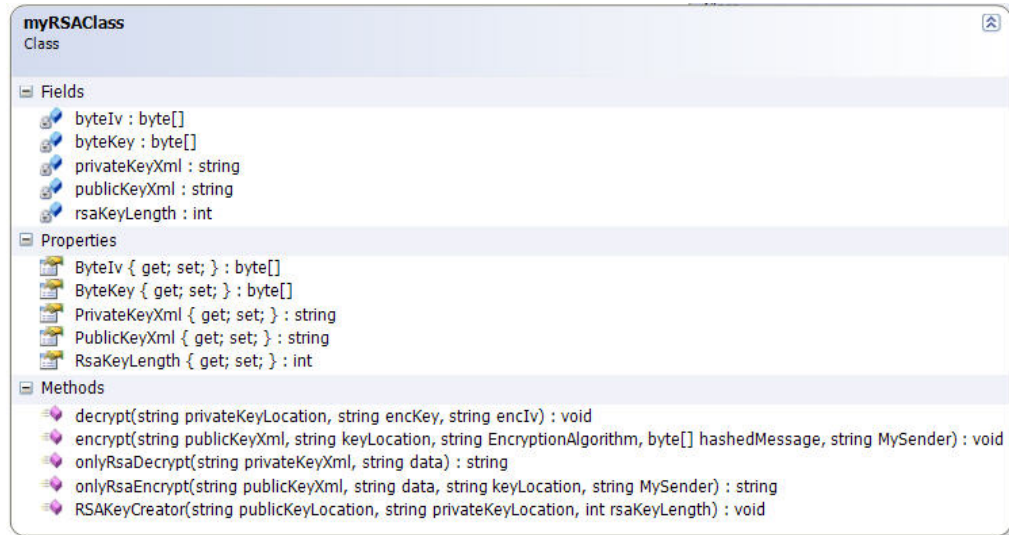 myRSAClass
Class
Fields
byteIv : byte[]
byteKey : byte[]
privateKeyXml : string
publicKeyXml : string
rsaKeyLength : int
Properties
ByteIv { get; set; } : byte[]
ByteKey { get; set; } : byte[]
PrivateKeyXml { get; set; } : string
PublicKeyXml { get; set; } : string
RsaKeyLength { get; set; } : int
Methods
decrypt(string privateKeyLocation, string encKey, string encIv) : void
encrypt(string publicKeyXml, string keyLocation, string EncryptionAlgorithm, byte[] hashedMessage, string MySender) : void
onlyRsaDecrypt(string privateKeyXml, string data) : string
onlyRsaEncrypt(string publicKeyXml, string data, string keyLocation, string MySender) : string
RSAKeyCreator(string publicKeyLocation, string privateKeyLocation, int rsaKeyLength) : void